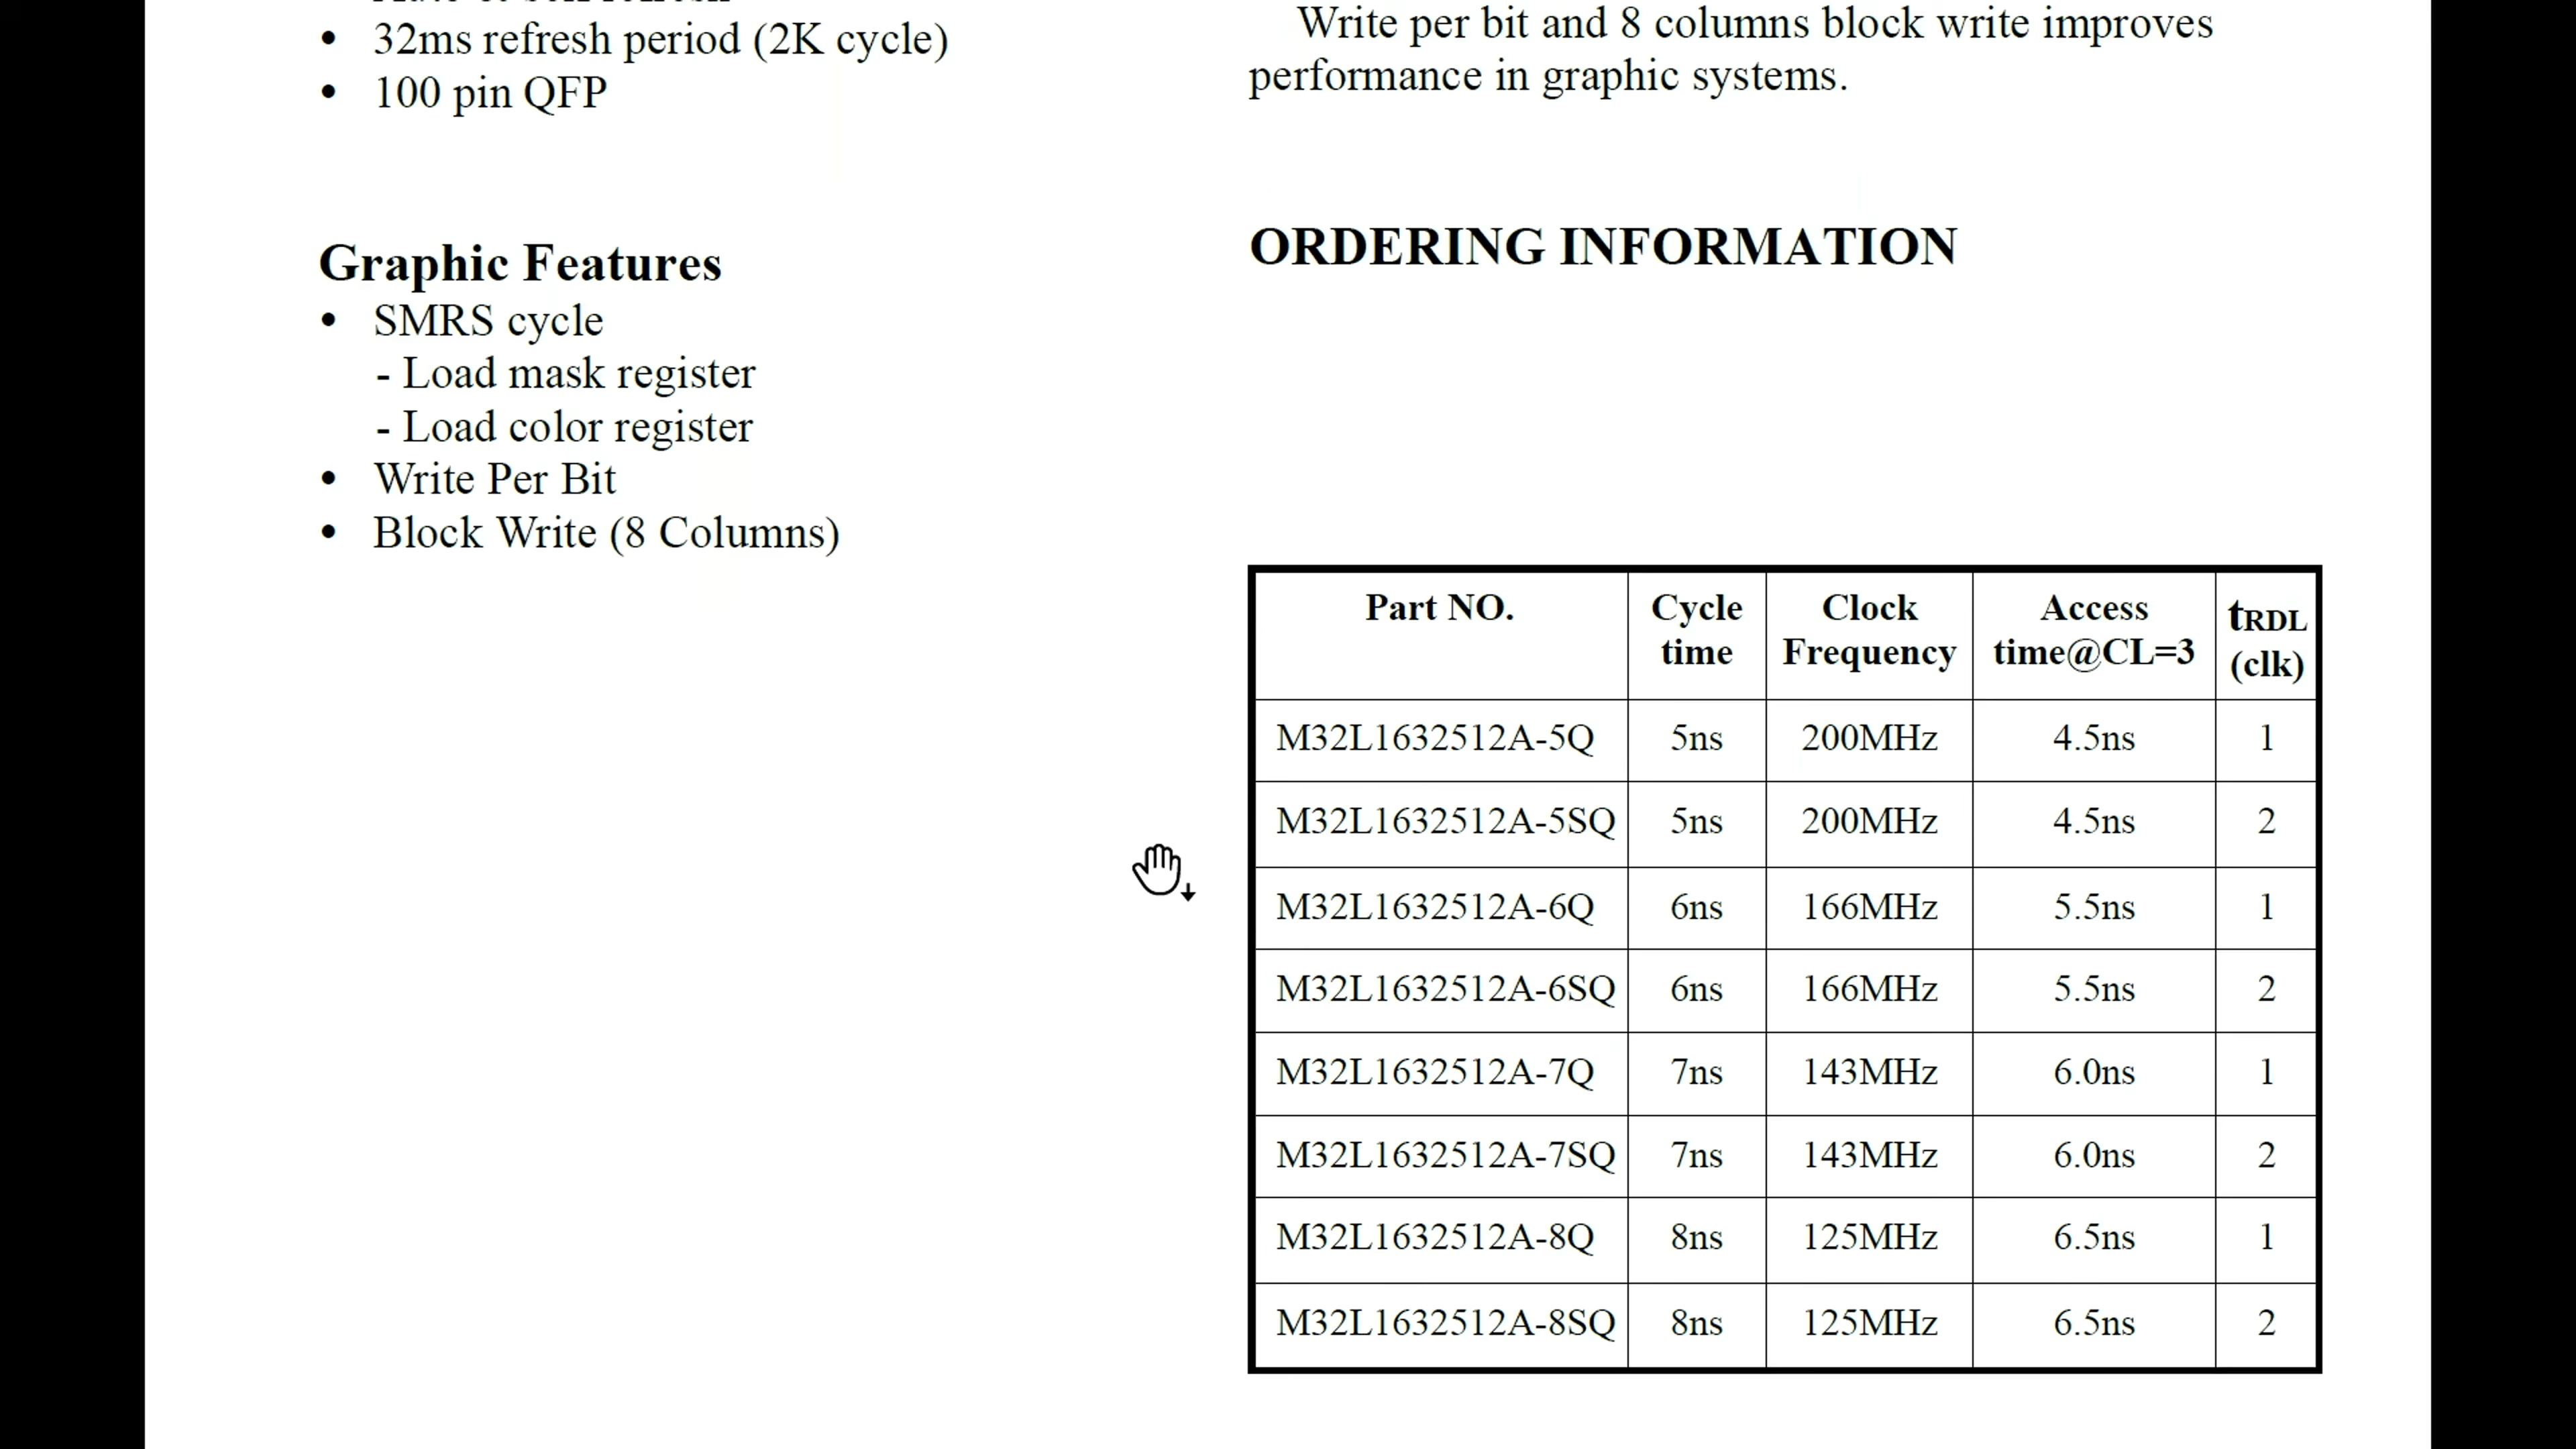 • 32ms refresh period (2K cycle)
• 100 pin QFP
Graphic Features
• SMRS cycle
- Load mask register
- Load color register
• Write Per Bit
• Block Write (8 Columns)
Write per bit and 8 columns block write improves
performance in graphic systems.
ORDERING INFORMATION
Part NO. Cycle time Clock Frequency Access time@CL=3 tRDL (clk)
M32L1632512A-5Q 5ns 200MHz 4.5ns 1
M32L1632512A-5SQ 5ns 200MHz 4.5ns 2
M32L1632512A-6Q 6ns 166MHz 5.5ns 1
M32L1632512A-6SQ 6ns 166MHz 5.5ns 2
M32L1632512A-7Q 7ns 143MHz 6.0ns 1
M32L1632512A-7SQ 7ns 143MHz 6.0ns 2
M32L1632512A-8Q 8ns 125MHz 6.5ns 1
M32L1632512A-8SQ 8ns 125MHz 6.5ns 2